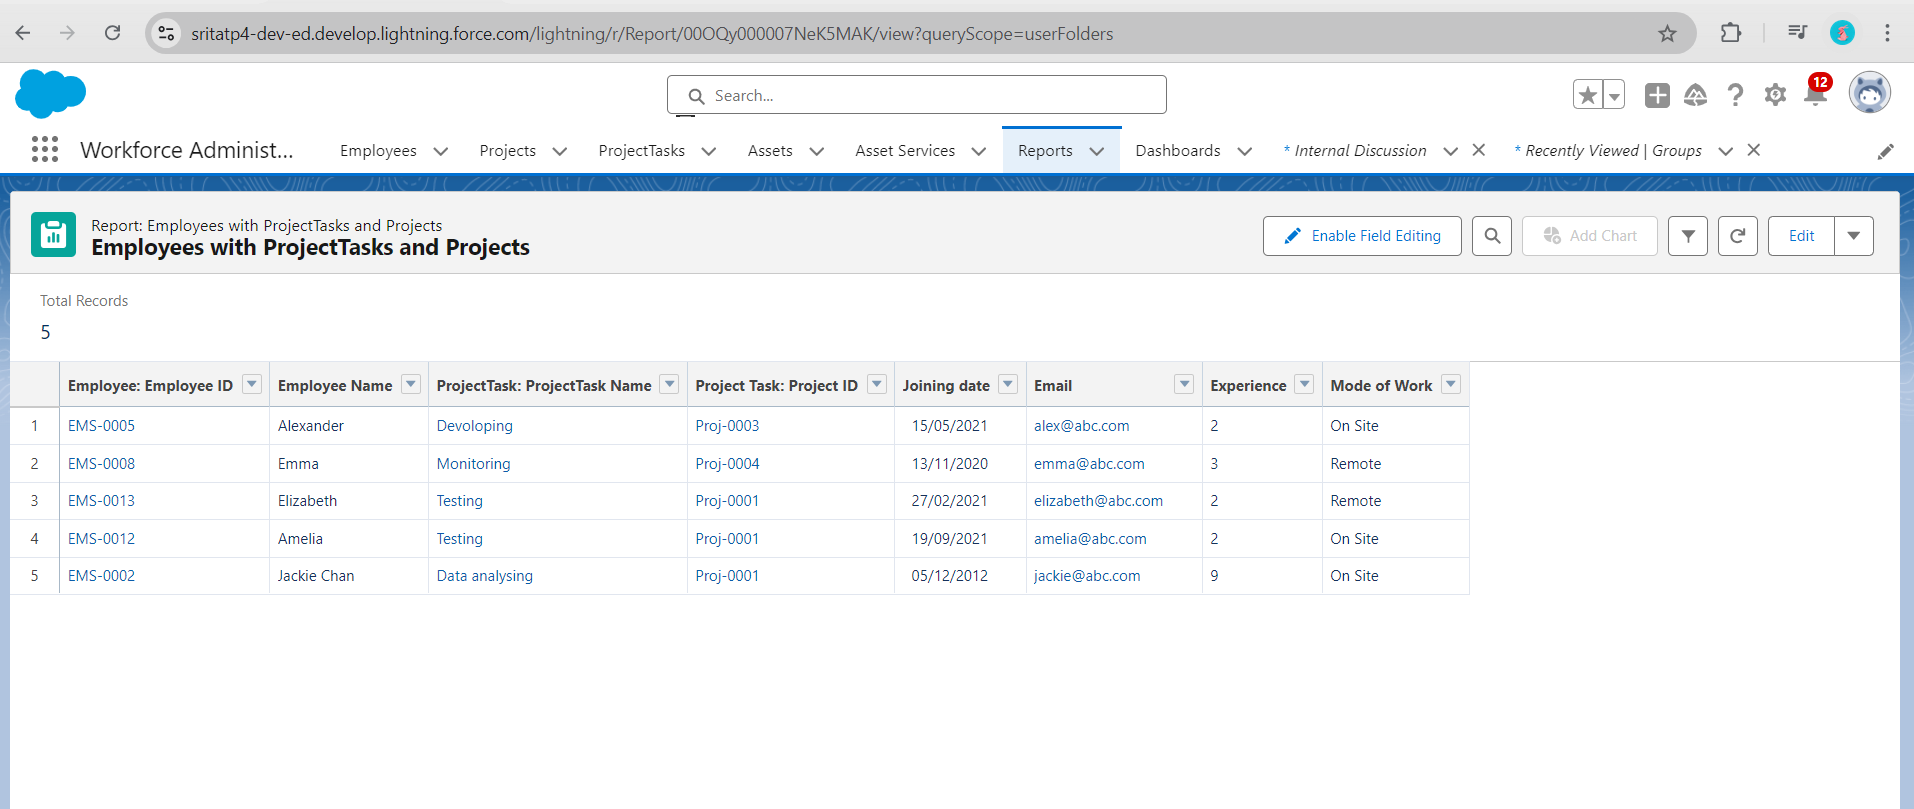 sritatp4-dev-ed.develop.lightning.force.com/lightning/r/Report/00OQy000007NeK5MAK/view?queryScope=userFolders
Search...
12
Workforce Administ...
Employees Projects ProjectTasks Assets Asset Services Reports Dashboards * Internal Discussion * Recently Viewed | Groups
Report: Employees with ProjectTasks and Projects
Employees with ProjectTasks and Projects
Enable Field Editing Add Chart Edit
Total Records
5
Employee: Employee ID Employee Name ProjectTask: ProjectTask Name Project Task: Project ID Joining date Email Experience Mode of Work
1 EMS-0005 Alexander Devoloping Proj-0003 15/05/2021 alex@abc.com 2 On Site
2 EMS-0008 Emma Monitoring Proj-0004 13/11/2020 emma@abc.com 3 Remote
3 EMS-0013 Elizabeth Testing Proj-0001 27/02/2021 elizabeth@abc.com 2 Remote
4 EMS-0012 Amelia Testing Proj-0001 19/09/2021 amelia@abc.com 2 On Site
5 EMS-0002 Jackie Chan Data analysing Proj-0001 05/12/2012 jackie@abc.com 9 On Site